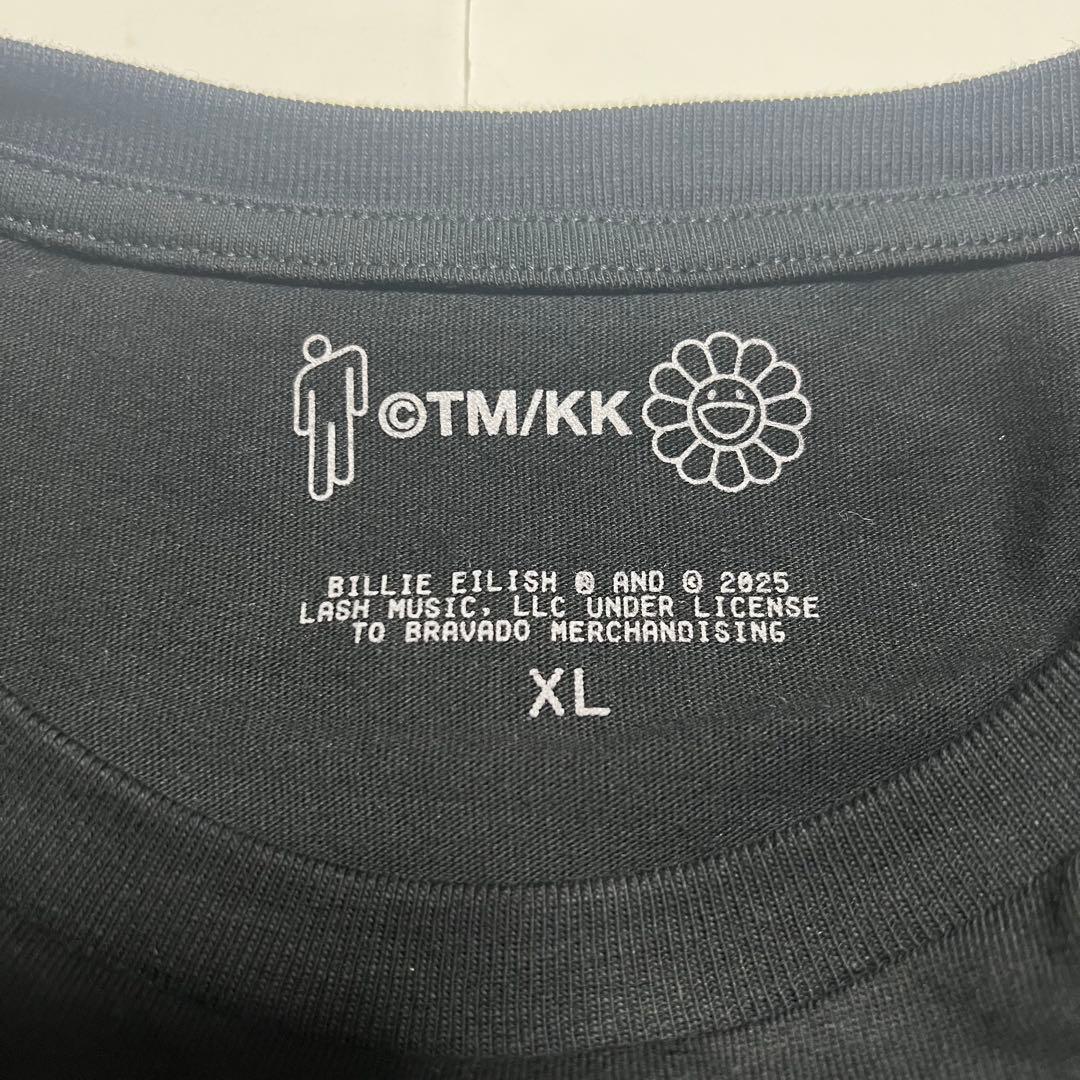 ©TM/KK
BILLIE EILISH ® AND © 2025
LASH MUSIC, LLC UNDER LICENSE
TO BRAVADO MERCHANDISING
XL